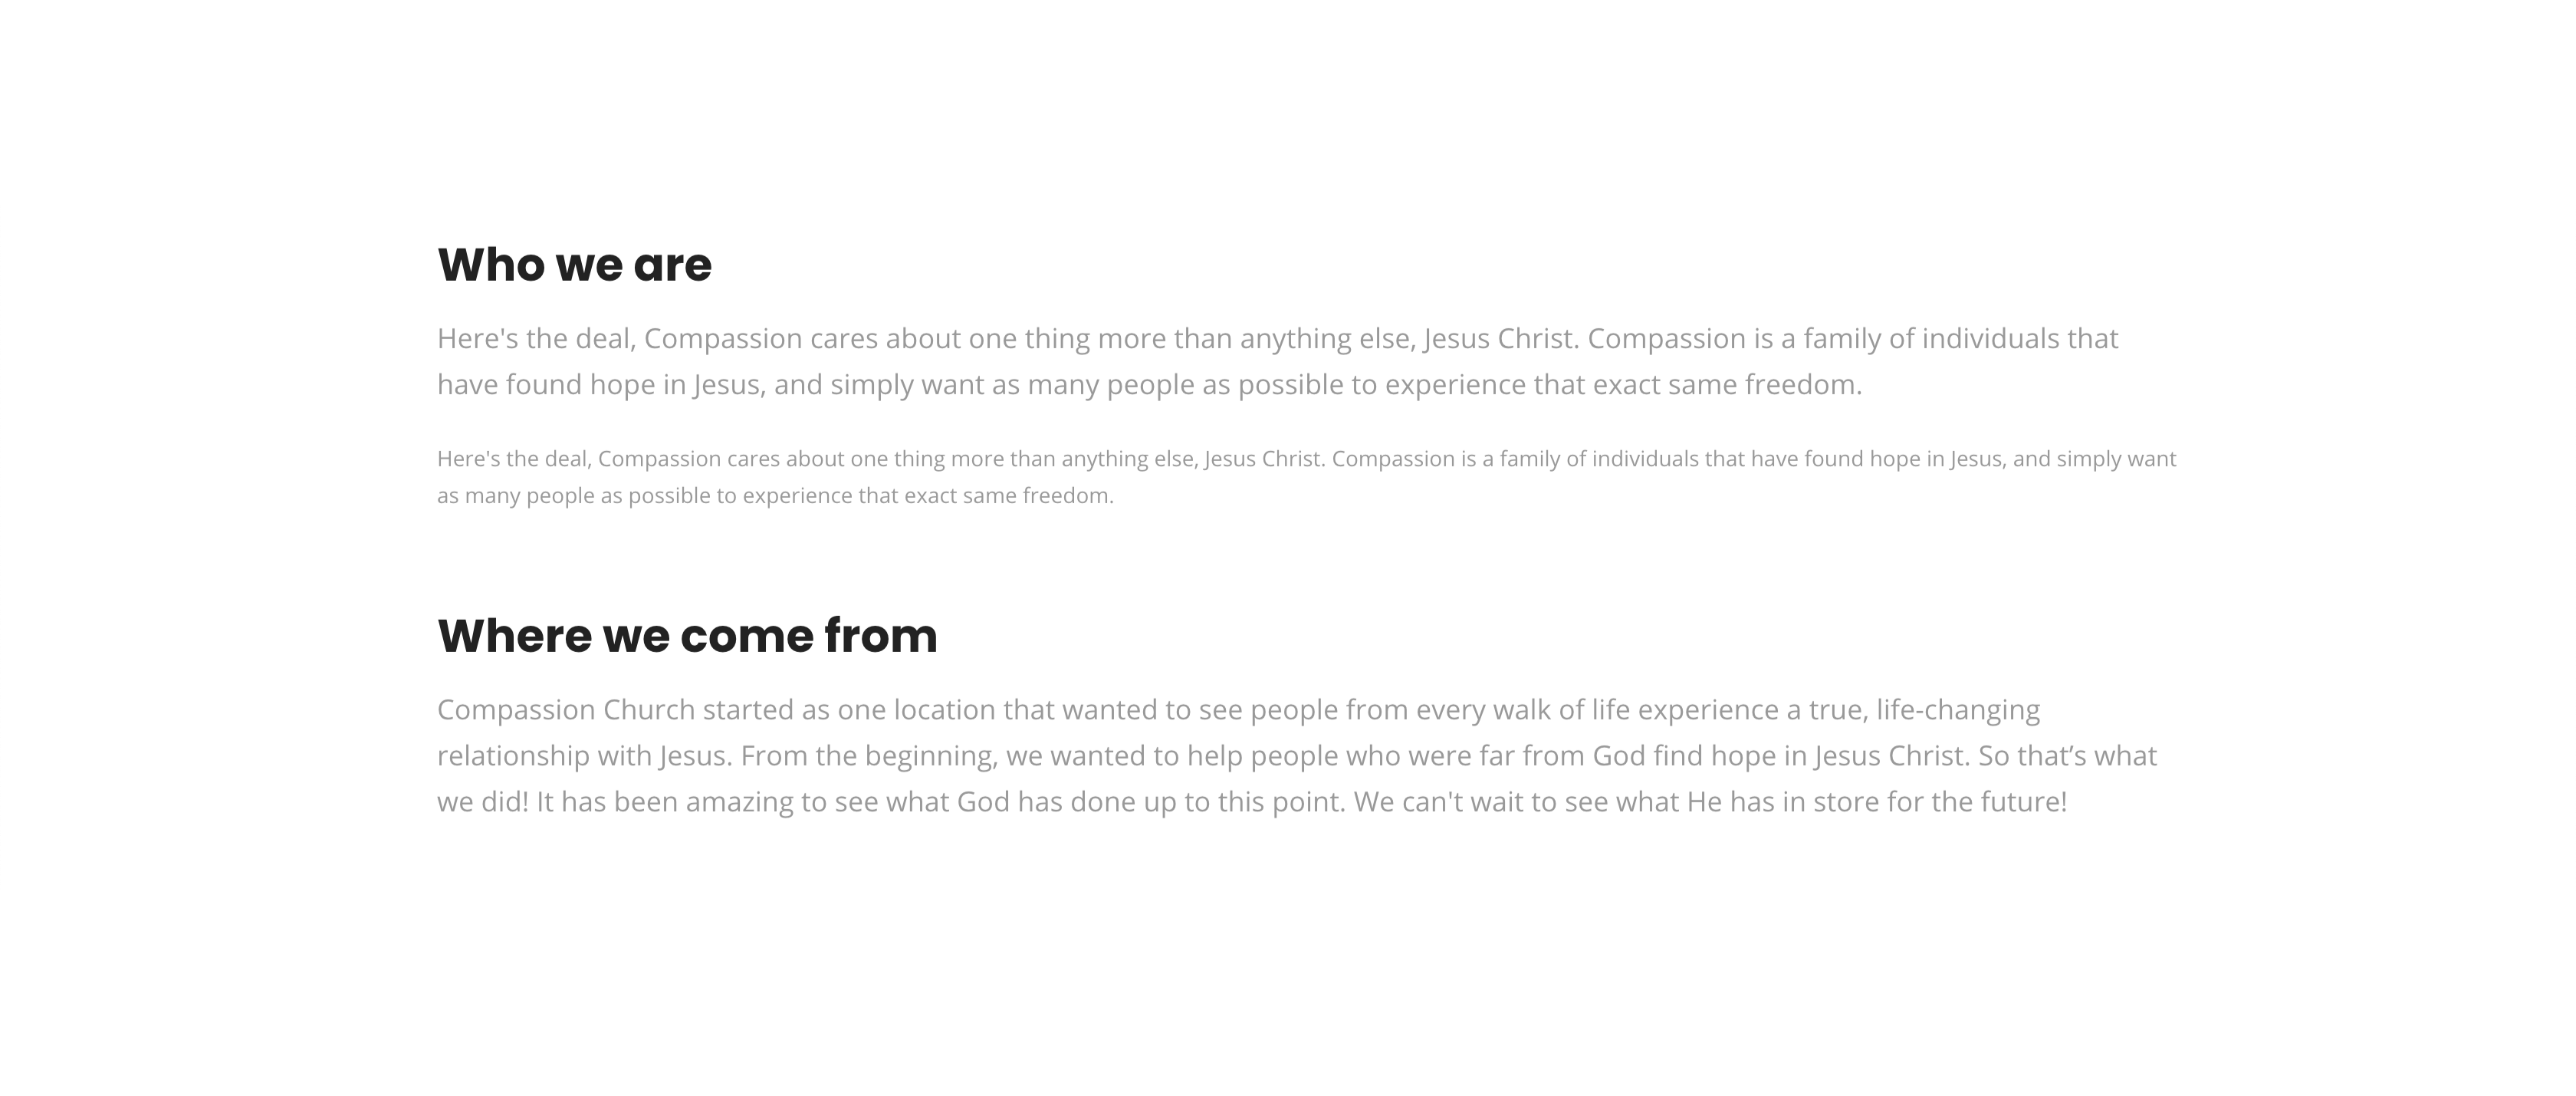 Who we are
Here's the deal, Compassion cares about one thing more than anything else, Jesus Christ. Compassion is a family of individuals that
have found hope in Jesus, and simply want as many people as possible to experience that exact same freedom.
Here's the deal, Compassion cares about one thing more than anything else, Jesus Christ. Compassion is a family of individuals that have found hope in Jesus, and simply want
as many people as possible to experience that exact same freedom.
Where we come from
Compassion Church started as one location that wanted to see people from every walk of life experience a true, life-changing
relationship with Jesus. From the beginning, we wanted to help people who were far from God find hope in Jesus Christ. So that’s what
we did! It has been amazing to see what God has done up to this point. We can't wait to see what He has in store for the future!